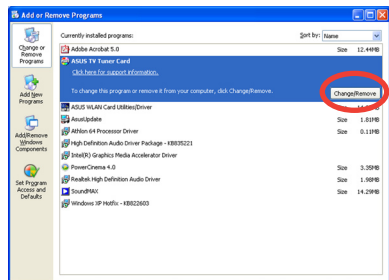 Add or Remove Programs
Change or Remove Programs
Add New Programs
Add/Remove Windows Components
Set Program Access and Defaults
Currently installed programs:
Sort by: Name
Adobe Acrobat 5.0 Size 12.44MB
ASUS TV Tuner Card
Click here for support information.
To change this program or remove it from your computer, click Change/Remove.
Change/Remove
ASUS WLAN Card Utilities/Driver Size
AsusUpdate Size 1.81MB
Athlon 64 Processor Driver Size 0.11MB
High Definition Audio Driver Package - KB835221
Intel(R) Graphics Media Accelerator Driver
PowerCinema 4.0 Size 3.35MB
Realtek High Definition Audio Driver Size 1.98MB
SoundMAX Size 14.29MB
Windows XP Hotfix - KB822603